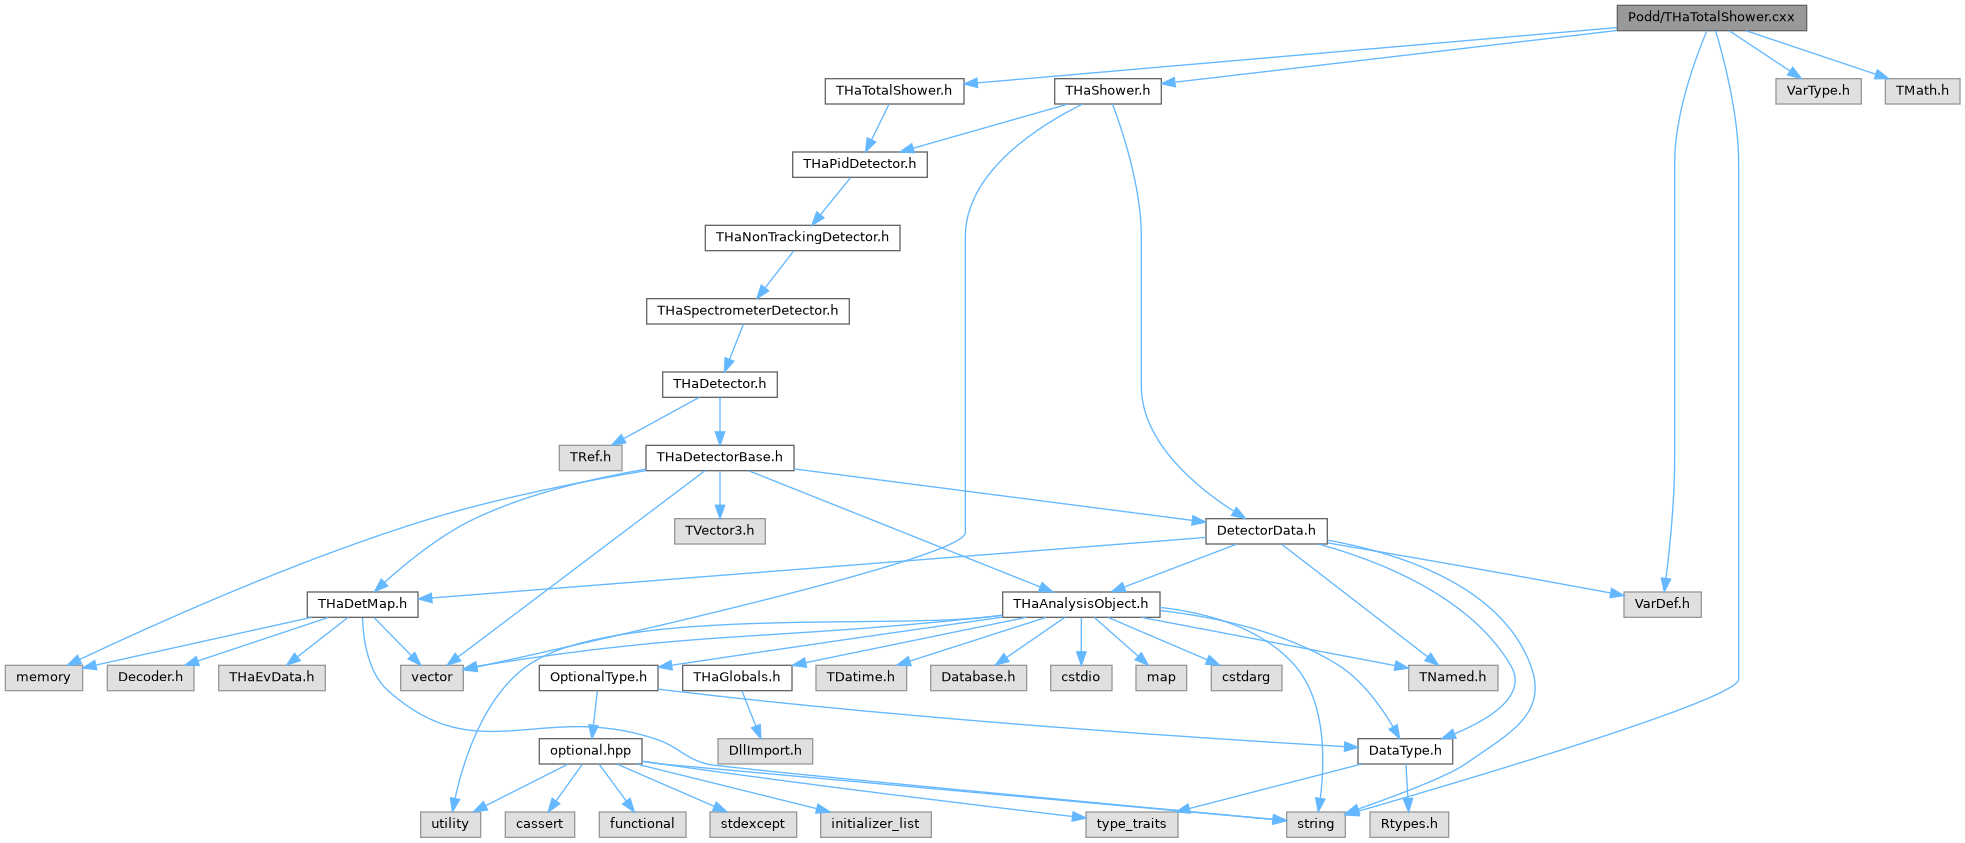 Podd/THaTotalShower.cxx
THaTotalShower.h
THaShower.h
VarType.h
TMath.h
THaPidDetector.h
THaNonTrackingDetector.h
THaSpectrometerDetector.h
THaDetector.h
TRef.h
THaDetectorBase.h
TVector3.h
DetectorData.h
THaDetMap.h
THaAnalysisObject.h
VarDef.h
memory
Decoder.h
THaEvData.h
vector
OptionalType.h
THaGlobals.h
TDatime.h
Database.h
cstdio
map
cstdarg
TNamed.h
optional.hpp
DllImport.h
DataType.h
utility
cassert
functional
stdexcept
initializer_list
type_traits
string
Rtypes.h